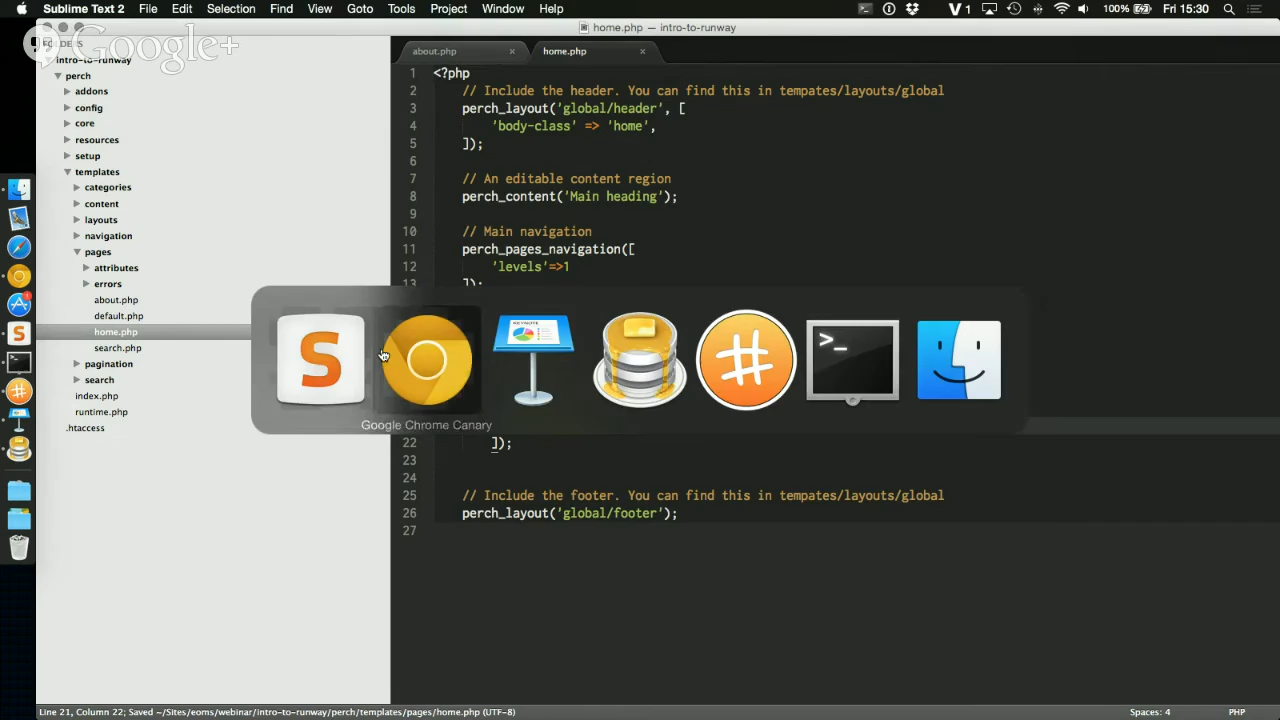 Sublime Text 2 File Edit Selection Find View Goto Tools Project Window Help
V 1 100% Fri 15:30
home.php — intro-to-runway
Google+
FOLDERS
intro-to-runway
perch
addons
config
core
resources
setup
templates
categories
content
layouts
navigation
pages
attributes
errors
about.php
default.php
home.php
search.php
pagination
search
index.php
runtime.php
.htaccess
about.php × home.php ×
1 <?php
2 // Include the header. You can find this in tempates/layouts/global
3 perch_layout('global/header', [
4 'body-class' => 'home',
5 ]);
6
7 // An editable content region
8 perch_content('Main heading');
9
10 // Main navigation
11 perch_pages_navigation([
12 'levels'=>1
13 ]);
S
#
>_
Google Chrome Canary
22 ]);
23
24
25 // Include the footer. You can find this in tempates/layouts/global
26 perch_layout('global/footer');
27
Line 21, Column 22; Saved ~/Sites/eoms/webinar/intro-to-runway/perch/templates/pages/home.php (UTF-8) Spaces: 4 PHP